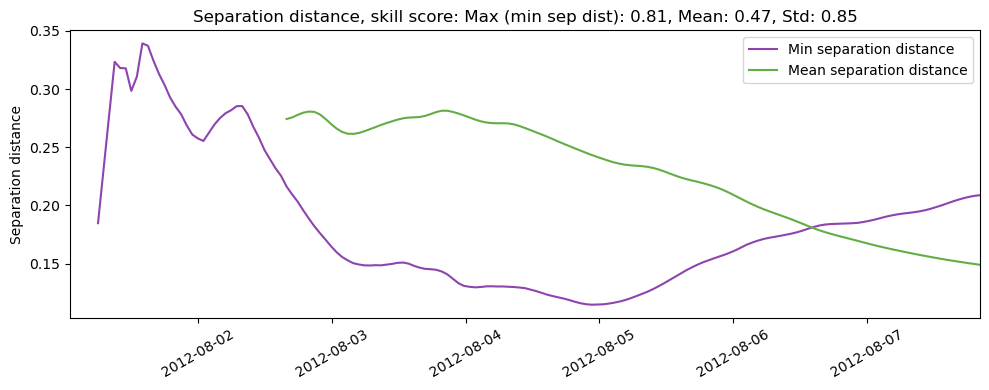 Separation distance, skill score: Max (min sep dist): 0.81, Mean: 0.47, Std: 0.85
0.35
0.30
0.25
0.20
0.15
Separation distance
Min separation distance
Mean separation distance
2012-08-02
2012-08-03
2012-08-04
2012-08-05
2012-08-06
2012-08-07